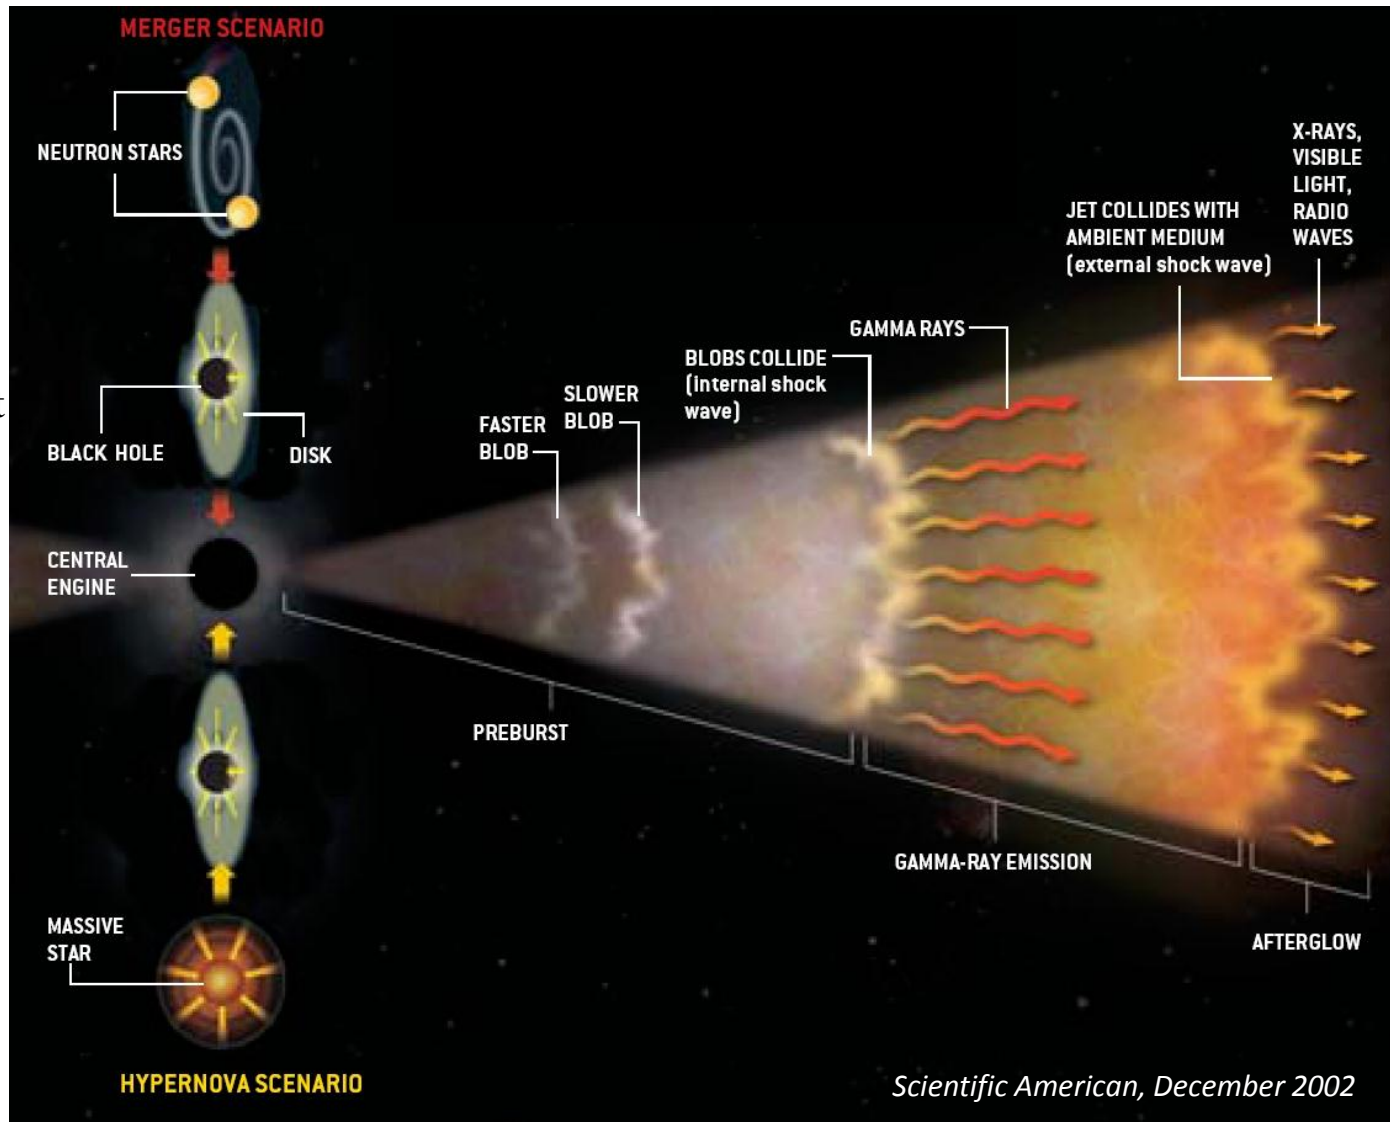 MERGER SCENARIO
NEUTRON STARS
BLACK HOLE
DISK
CENTRAL
ENGINE
MASSIVE
STAR
HYPERNOVA SCENARIO
FASTER
BLOB
SLOWER
BLOB
PREBURST
BLOBS COLLIDE
(internal shock
wave)
GAMMA RAYS
GAMMA-RAY EMISSION
JET COLLIDES WITH
AMBIENT MEDIUM
(external shock wave)
X-RAYS,
VISIBLE
LIGHT,
RADIO
WAVES
AFTERGLOW
Scientific American, December 2002
t